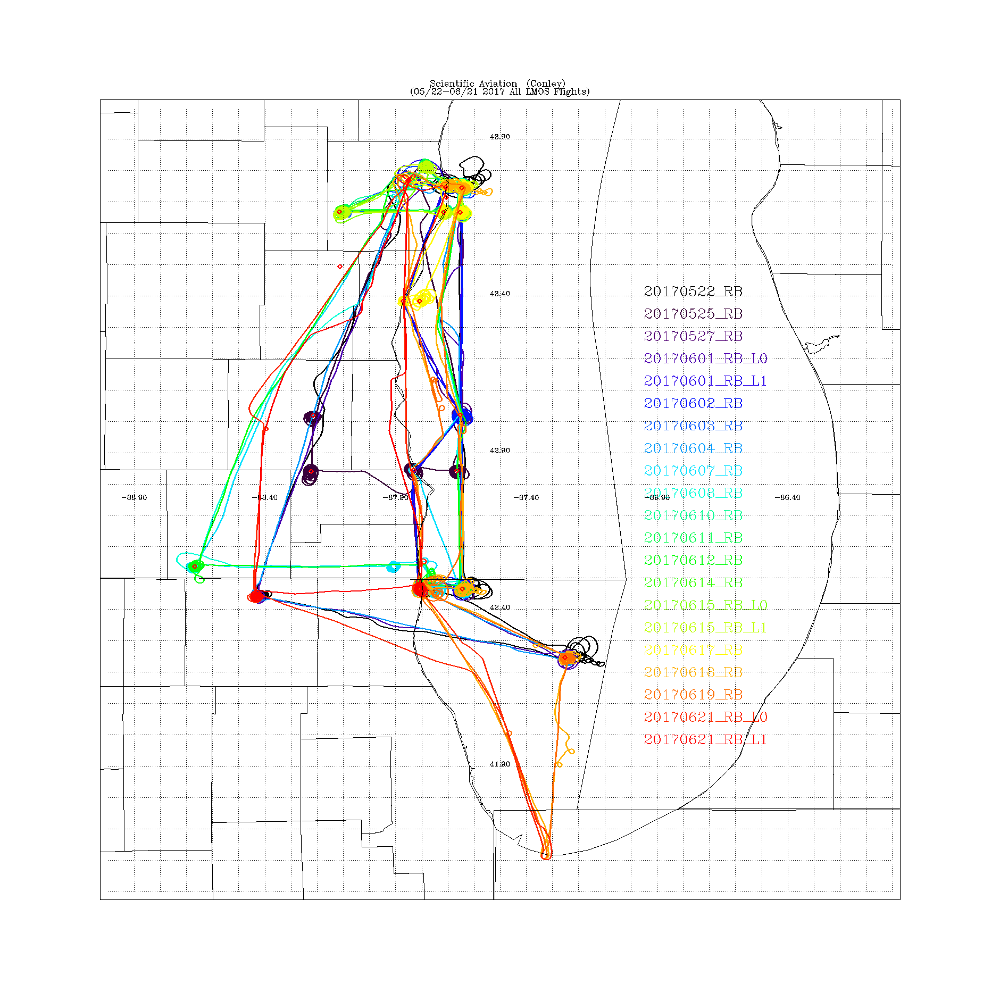 Scientific Aviation (Conley)
(05/22-06/21 2017 All LMOS Flights)
43.90
43.40
20170522_RB
20170525_RB
20170527_RB
20170601_RB_L0
20170601_RB_L1
20170602_RB
20170603_RB
20170604_RB
42.90
20170607_RB
20170608_RB
-88.90 -88.40 -87.90 -87.40 -86.90 -86.40
20170610_RB
20170611_RB
20170612_RB
20170614_RB
20170615_RB_L0
42.40
20170615_RB_L1
20170617_RB
20170618_RB
20170619_RB
20170621_RB_L0
20170621_RB_L1
41.90